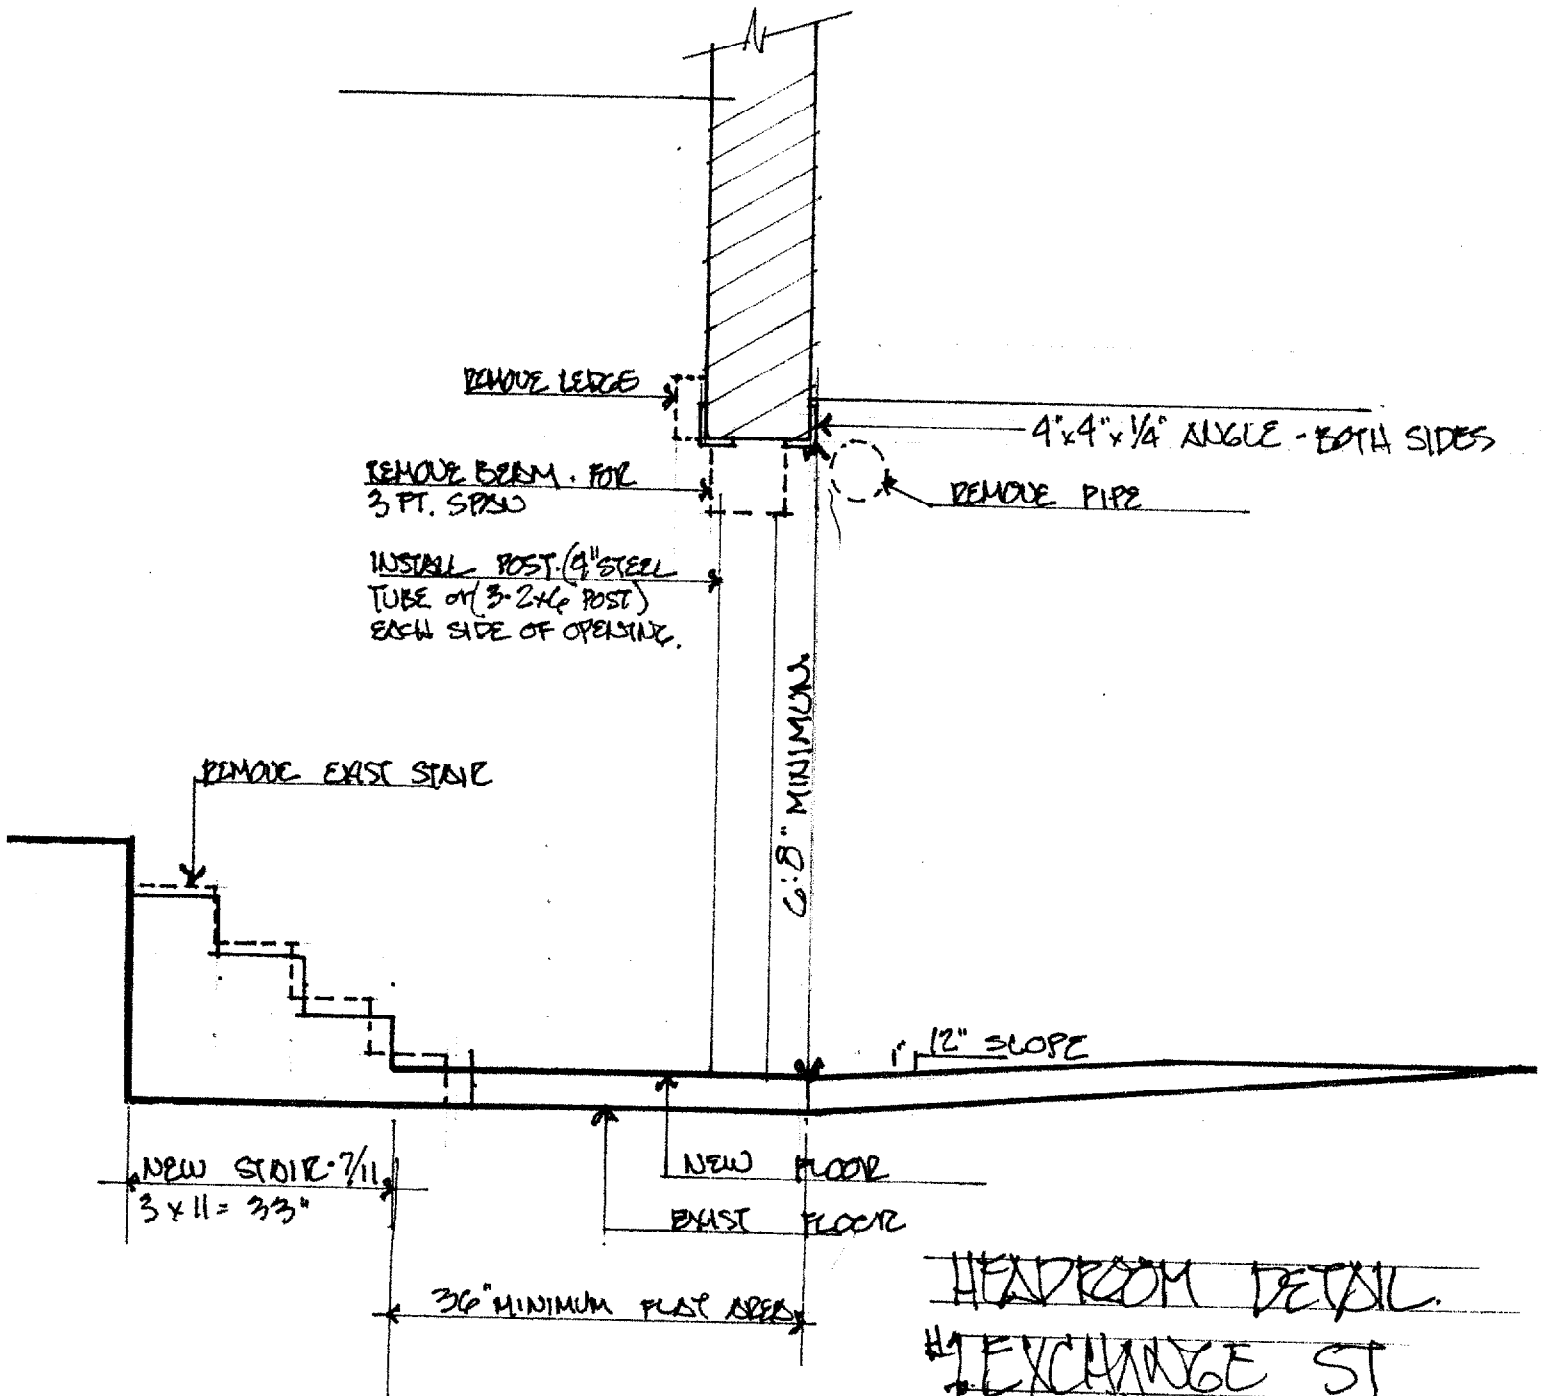 REMOVE LEDGE
4"x4"x1/4" ANGLE - BOTH SIDES
REMOVE BEAM. FOR
3 FT. SPAN
REMOVE PIPE
INSTALL POST. (4" STEEL
TUBE or (3-2x6 POST)
EACH SIDE OF OPENING.
6'-8" MINIMUM.
REMOVE EXIST STAIR
1" 12" SLOPE
NEW STAIR-7/11
3 x 11 = 33"
NEW FLOOR
EXIST FLOOR
36" MINIMUM FLAT AREA
HEADROOM DETAIL.
#1 EXCHANGE ST